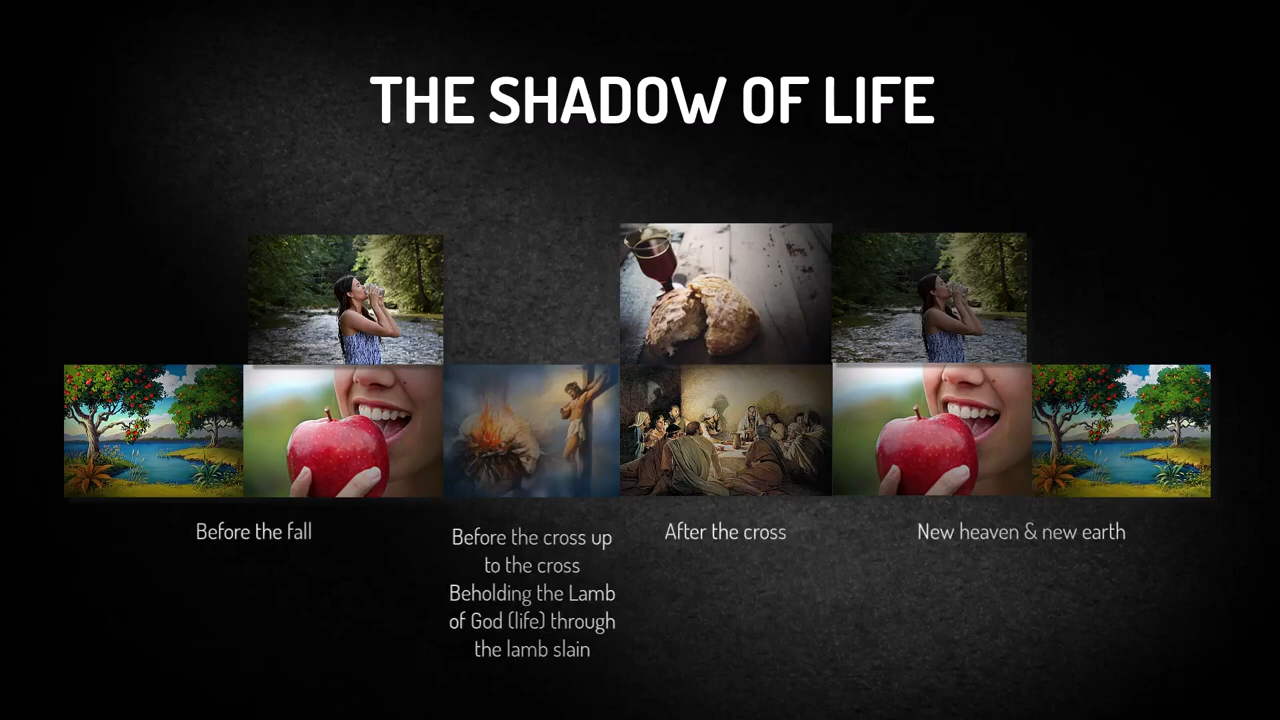 THE SHADOW OF LIFE
Before the fall
Before the cross up
to the cross
Beholding the Lamb
of God (life) through
the lamb slain
After the cross
New heaven & new earth